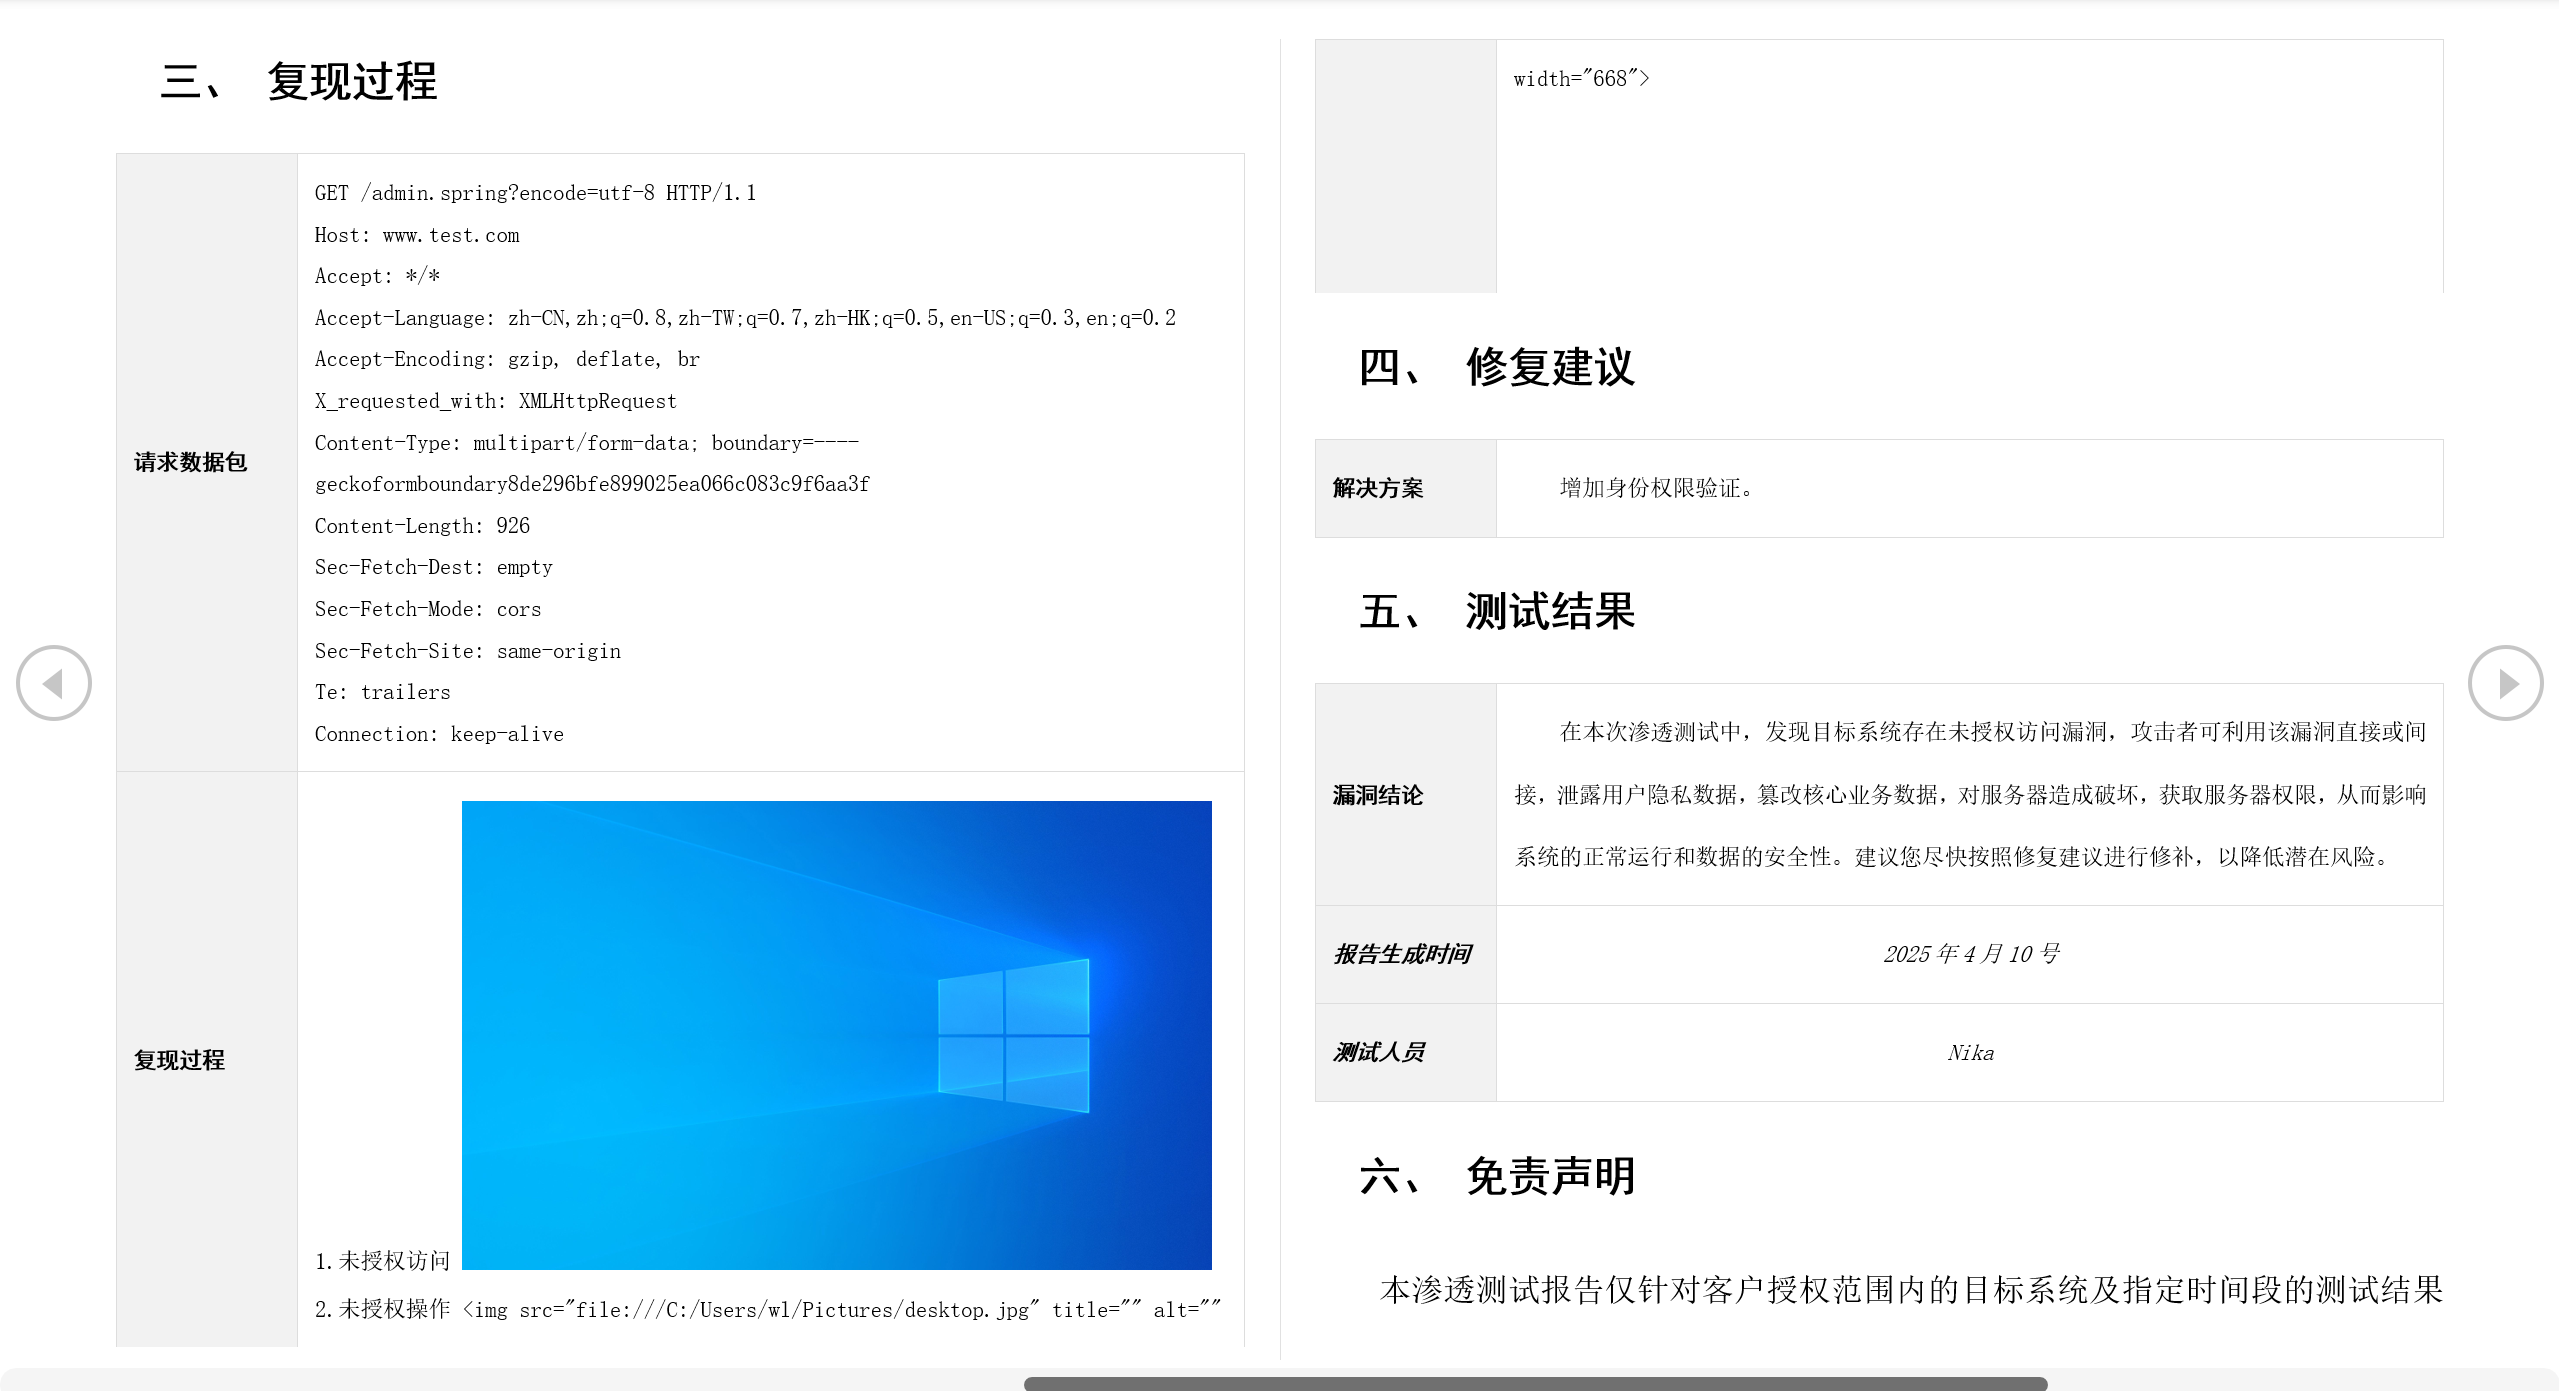 三、 复现过程
请求数据包
GET /admin.spring?encode=utf-8 HTTP/1.1
Host: www.test.com
Accept: */*
Accept-Language: zh-CN,zh;q=0.8,zh-TW;q=0.7,zh-HK;q=0.5,en-US;q=0.3,en;q=0.2
Accept-Encoding: gzip, deflate, br
X_requested_with: XMLHttpRequest
Content-Type: multipart/form-data; boundary=----
geckoformboundary8de296bfe899025ea066c083c9f6aa3f
Content-Length: 926
Sec-Fetch-Dest: empty
Sec-Fetch-Mode: cors
Sec-Fetch-Site: same-origin
Te: trailers
Connection: keep-alive
复现过程
1.未授权访问
2.未授权操作 <img src="file:///C:/Users/wl/Pictures/desktop.jpg" title="" alt=""
width="668">
四、 修复建议
解决方案
增加身份权限验证。
五、 测试结果
漏洞结论
在本次渗透测试中，发现目标系统存在未授权访问漏洞，攻击者可利用该漏洞直接或间
接，泄露用户隐私数据，篡改核心业务数据，对服务器造成破坏，获取服务器权限，从而影响
系统的正常运行和数据的安全性。建议您尽快按照修复建议进行修补，以降低潜在风险。
报告生成时间
2025 年 4 月 10 号
测试人员
Nika
六、 免责声明
本渗透测试报告仅针对客户授权范围内的目标系统及指定时间段的测试结果